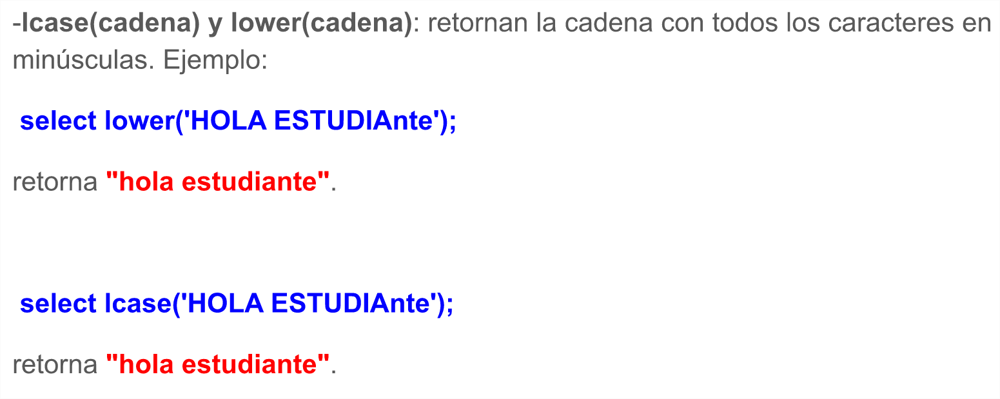 -lcase(cadena) y lower(cadena): retornan la cadena con todos los caracteres en
minúsculas. Ejemplo:
select lower('HOLA ESTUDIAnte');
retorna "hola estudiante".
select lcase('HOLA ESTUDIAnte');
retorna "hola estudiante".